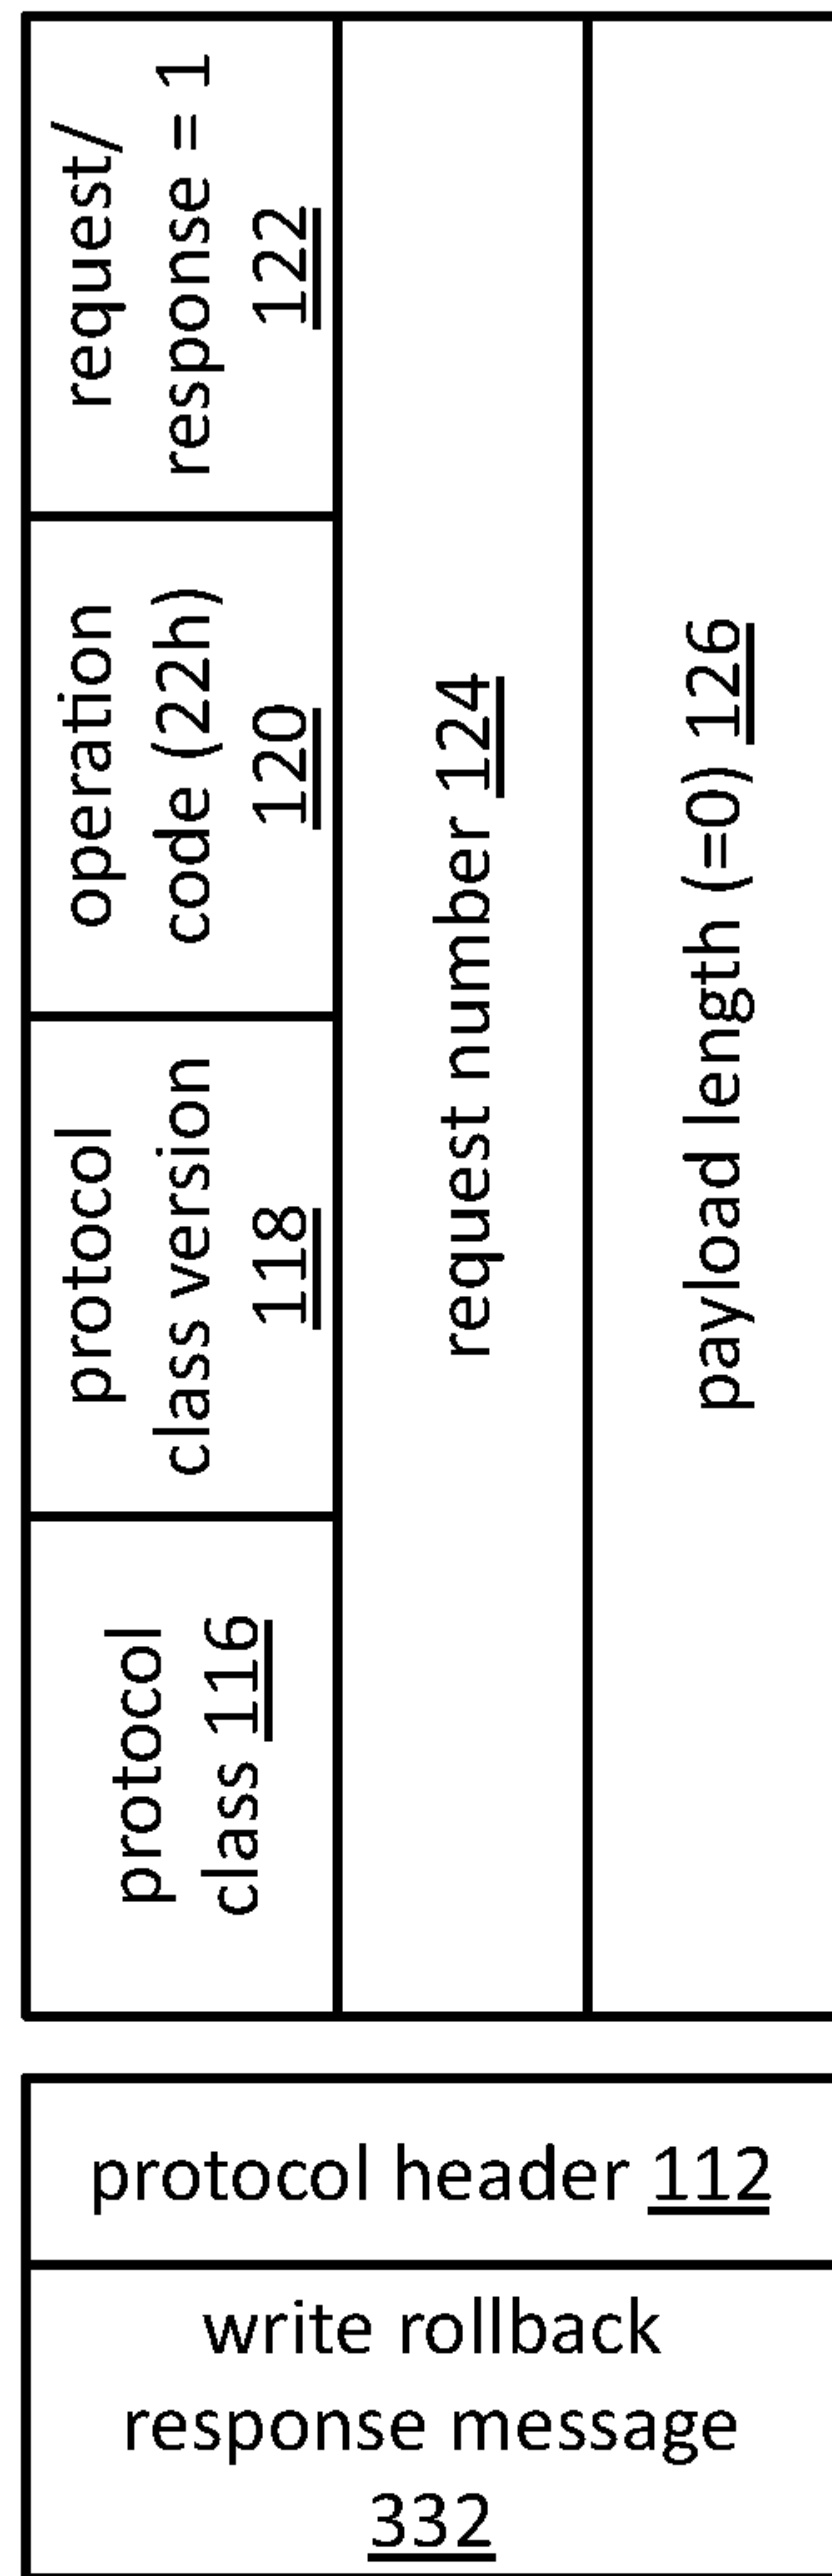 protocol
class 116
protocol
class version
118
operation
code (22h)
120
request/
response = 1
122
request number 124
payload length (=0) 126
protocol header 112
write rollback
response message
332